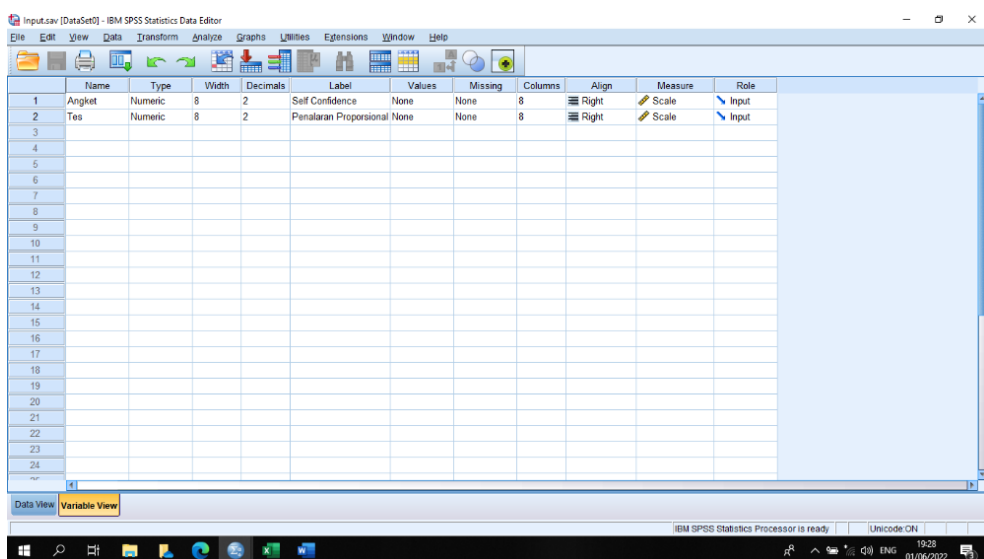 Input.sav [DataSet0] - IBM SPSS Statistics Data Editor
File Edit View Data Transform Analyze Graphs Utilities Extensions Window Help
Name Type Width Decimals Label Values Missing Columns Align Measure Role
1 Angket Numeric 8 2 Self Confidence None None 8 Right Scale Input
2 Tes Numeric 8 2 Penalaran Proporsional None None 8 Right Scale Input
3
4
5
6
7
8
9
10
11
12
13
14
15
16
17
18
19
20
21
22
23
24
Data View Variable View
IBM SPSS Statistics Processor is ready Unicode:ON
ENG 19:28
01/06/2022